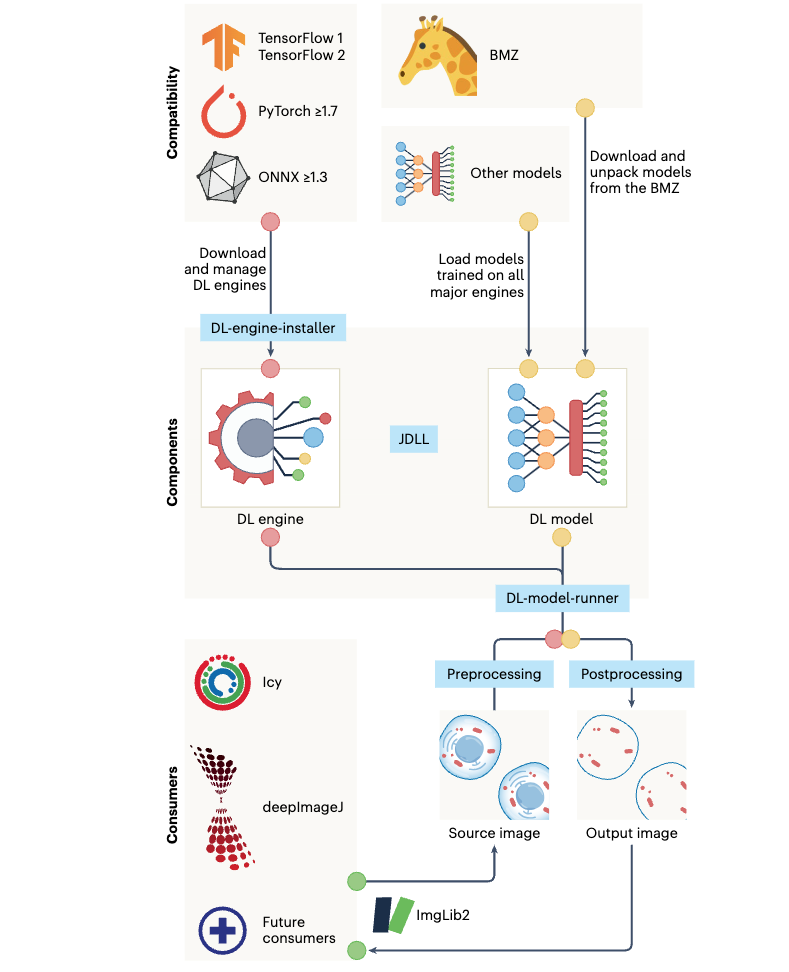 Compatibility
TensorFlow 1
TensorFlow 2
PyTorch ≥1.7
ONNX ≥1.3
BMZ
Other models
Download and
unpack models
from the BMZ
Download
and manage
DL engines
Load models
trained on all
major engines
DL-engine-installer
Components
JDLL
DL engine
DL model
DL-model-runner
Preprocessing
Postprocessing
Consumers
Icy
deepImageJ
Future
consumers
Source image
Output image
ImgLib2